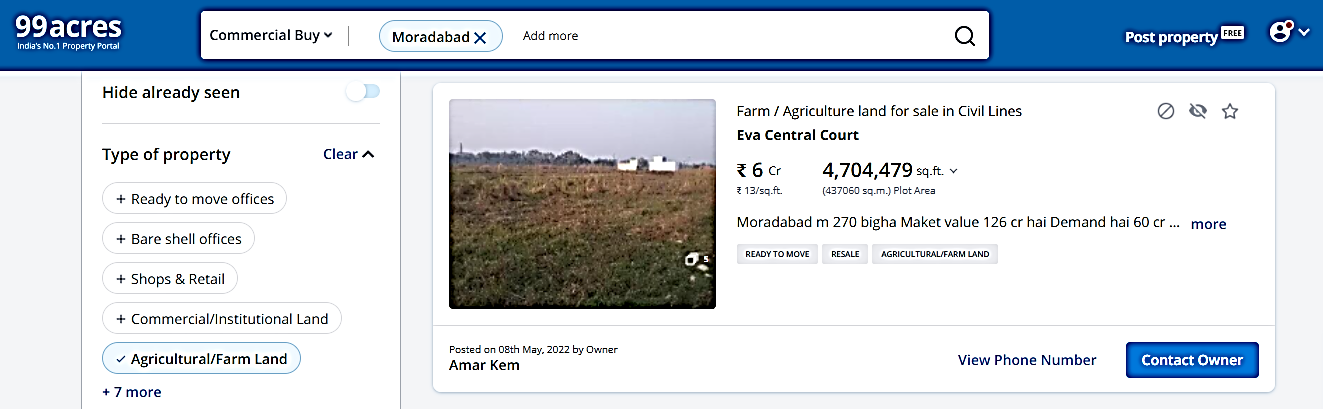 99acres
India's No.1 Property Portal
Commercial Buy
Moradabad
Add more
Post property FREE
Hide already seen
Type of property
Clear
+ Ready to move offices
+ Bare shell offices
+ Shops & Retail
+ Commercial/Institutional Land
Agricultural/Farm Land
+ 7 more
5
Farm / Agriculture land for sale in Civil Lines
Eva Central Court
₹ 6 Cr
₹ 13/sq.ft.
4,704,479 sq.ft.
(437060 sq.m.) Plot Area
Moradabad m 270 bigha Maket value 126 cr hai Demand hai 60 cr ... more
READY TO MOVE RESALE AGRICULTURAL/FARM LAND
Posted on 08th May, 2022 by Owner
Amar Kem
View Phone Number
Contact Owner